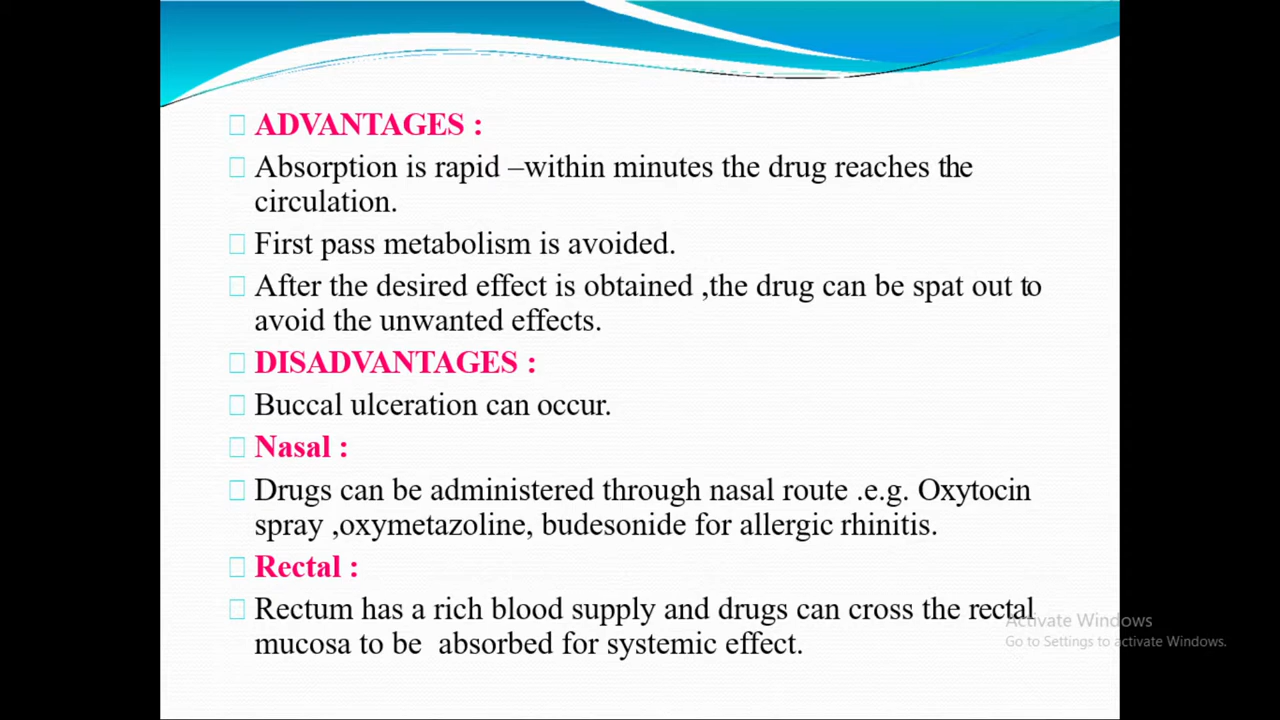 ADVANTAGES :
Absorption is rapid –within minutes the drug reaches the
circulation.
First pass metabolism is avoided.
After the desired effect is obtained ,the drug can be spat out to
avoid the unwanted effects.
DISADVANTAGES :
Buccal ulceration can occur.
Nasal :
Drugs can be administered through nasal route .e.g. Oxytocin
spray ,oxymetazoline, budesonide for allergic rhinitis.
Rectal :
Rectum has a rich blood supply and drugs can cross the rectal
mucosa to be  absorbed for systemic effect.
Activate Windows
Go to Settings to activate Windows.